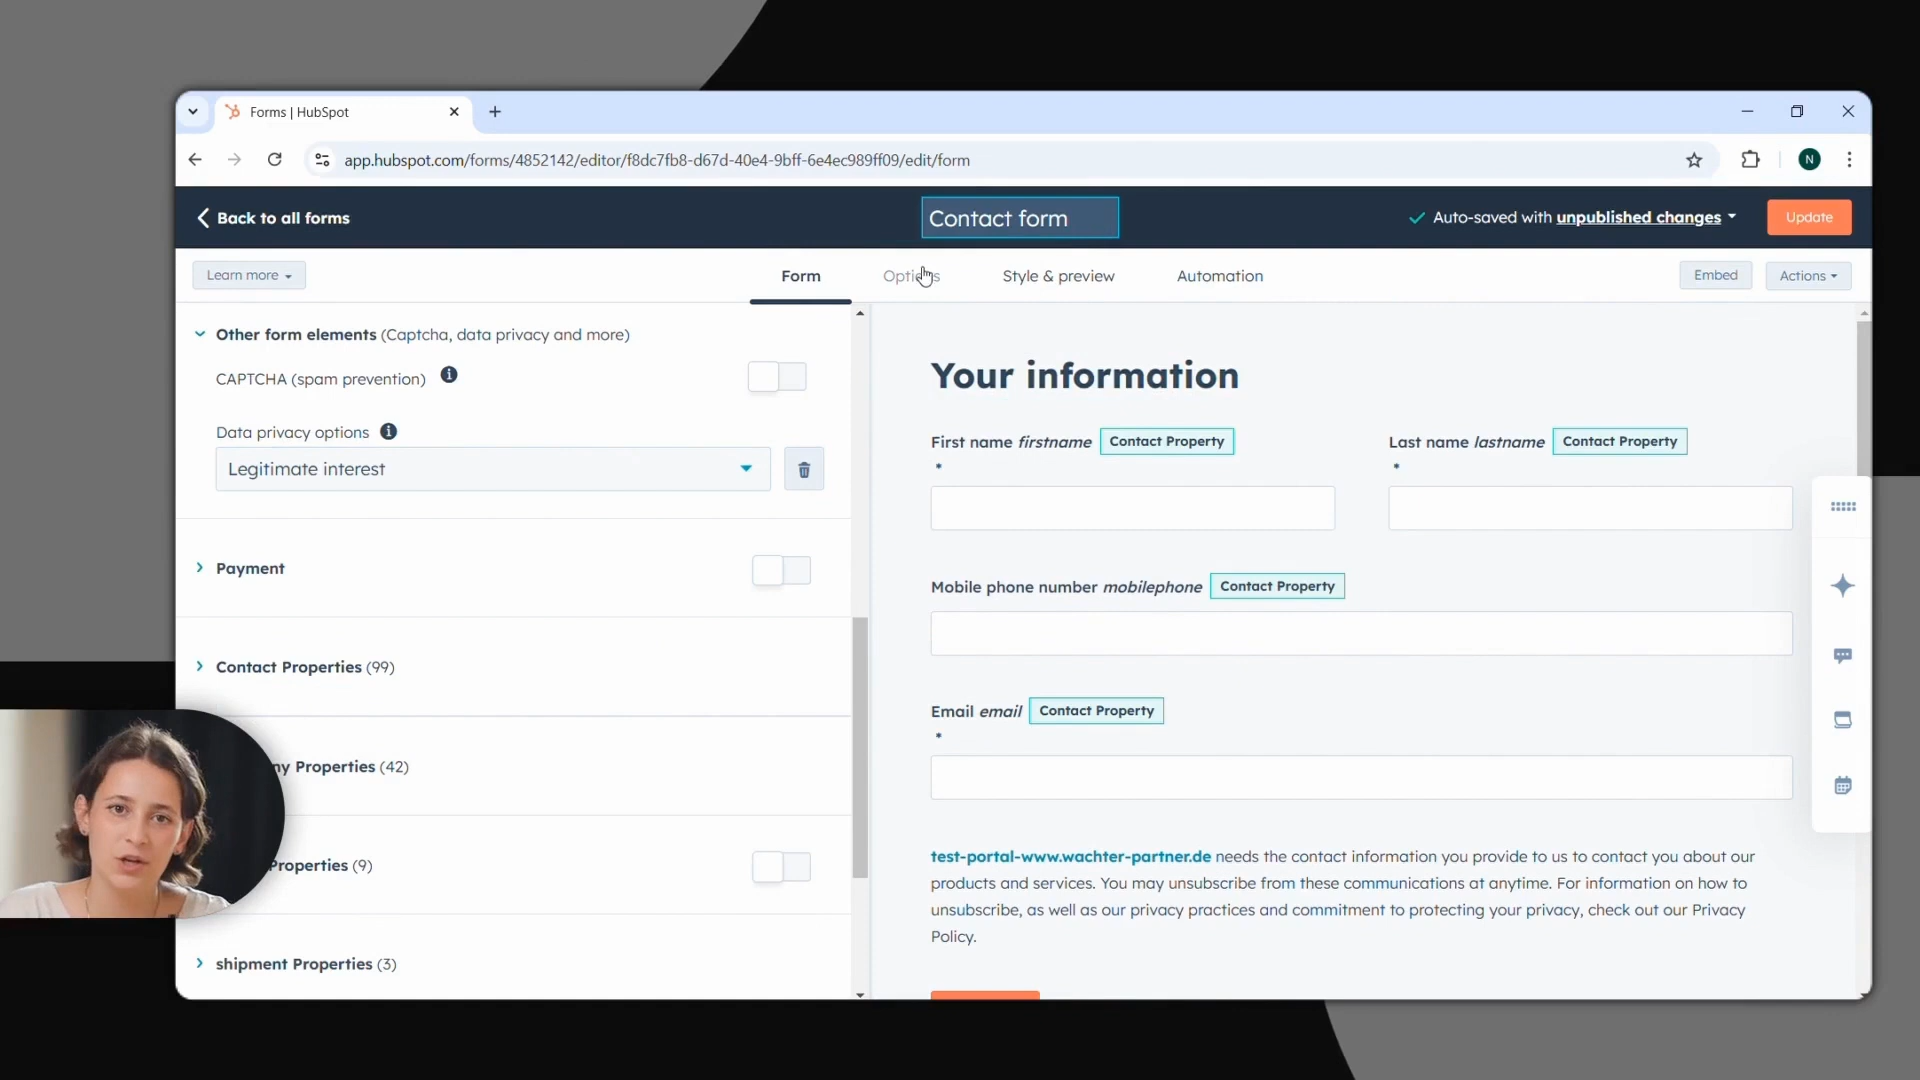 Forms | HubSpot
app.hubspot.com/forms/4852142/editor/f8dc7fb8-d67d-40e4-9bff-6e4ec989ff09/edit/form
N
Back to all forms
Contact form
Auto-saved with unpublished changes
Update
Learn more
Form
Options
Style & preview
Automation
Embed
Actions
Other form elements (Captcha, data privacy and more)
CAPTCHA (spam prevention)
Data privacy options
Legitimate interest
Payment
Contact Properties (99)
ny Properties (42)
Properties (9)
shipment Properties (3)
Your information
First name firstname Contact Property
*
Last name lastname Contact Property
*
Mobile phone number mobilephone Contact Property
Email email Contact Property
*
test-portal-www.wachter-partner.de needs the contact information you provide to us to contact you about our
products and services. You may unsubscribe from these communications at anytime. For information on how to
unsubscribe, as well as our privacy practices and commitment to protecting your privacy, check out our Privacy
Policy.